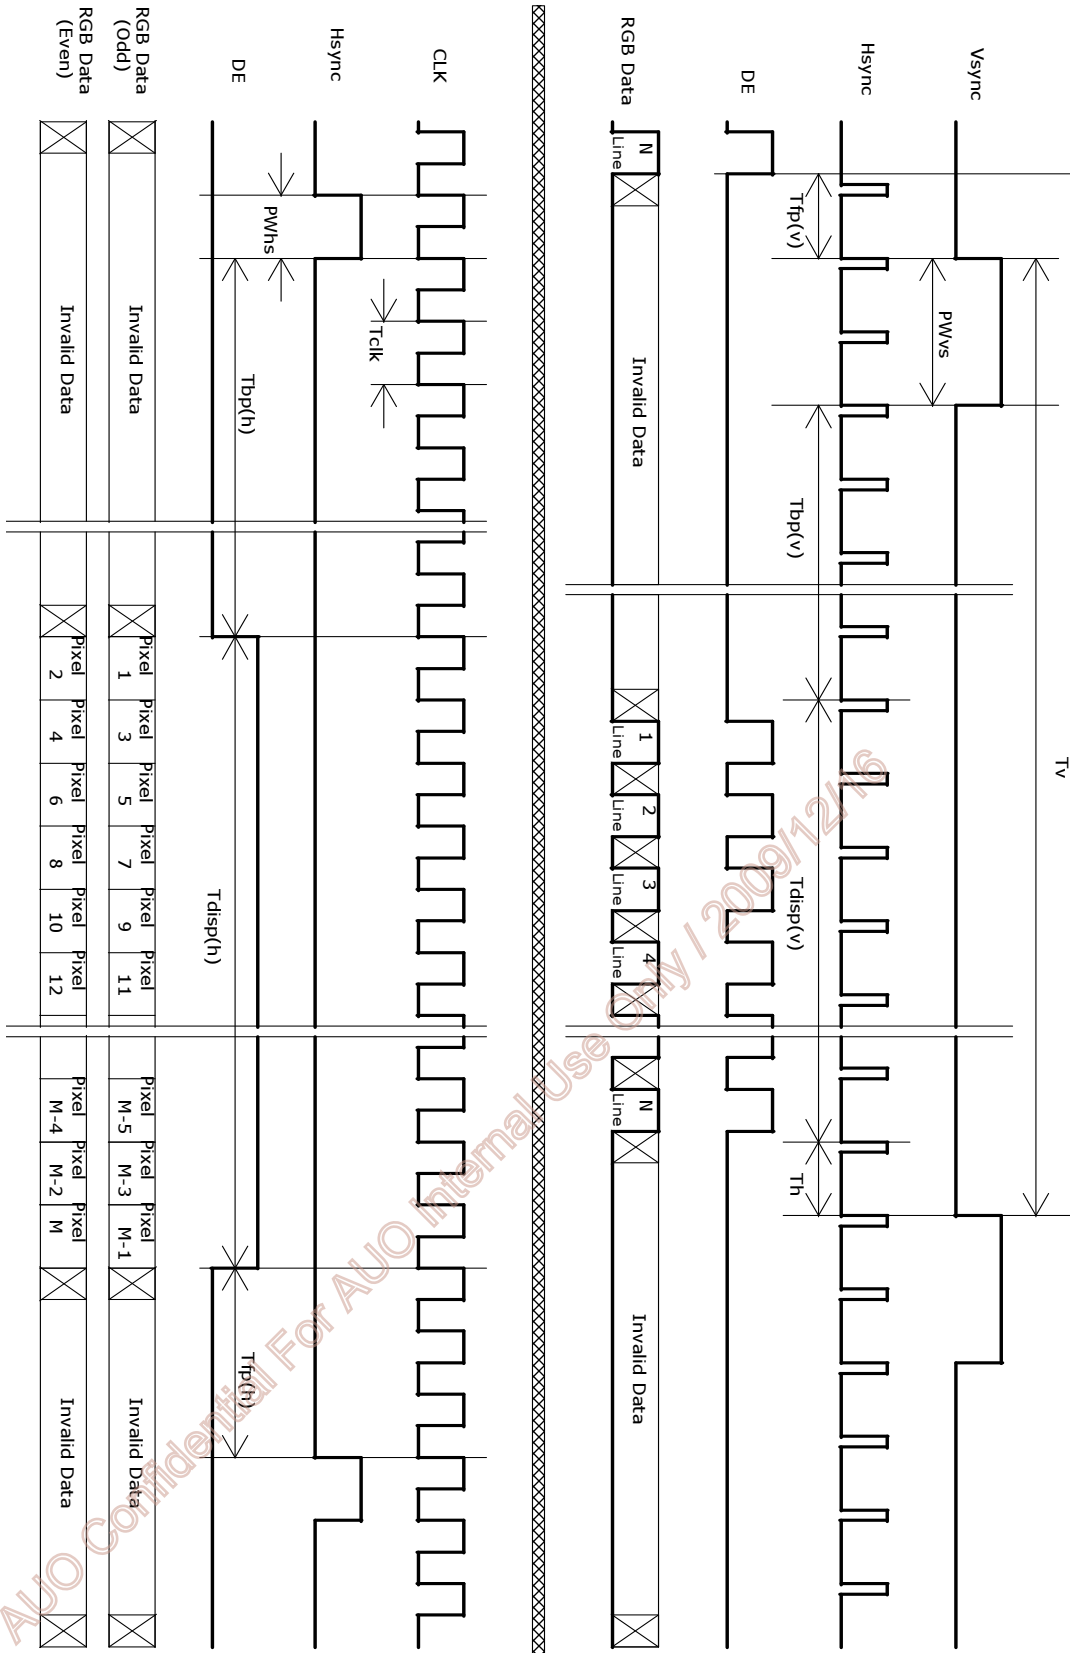 Tv
Vsync
PWvs
Hsync
Tfp(v)
Tbp(v)
Tdisp(v)
Th
DE
RGB Data
N
Line
Invalid Data
1
Line
2
Line
3
Line
4
Line
N
Line
Invalid Data
CLK
Tclk
Hsync
PWhs
DE
Tbp(h)
Tdisp(h)
Tfp(h)
RGB Data
(Odd)
Invalid Data
Pixel
1
Pixel
3
Pixel
5
Pixel
7
Pixel
9
Pixel
11
Pixel
M-5
Pixel
M-3
Pixel
M-1
Invalid Data
RGB Data
(Even)
Invalid Data
Pixel
2
Pixel
4
Pixel
6
Pixel
8
Pixel
10
Pixel
12
Pixel
M-4
Pixel
M-2
Pixel
M
Invalid Data
AUO Confidential For AUO Internal Use Only / 2009/12/16